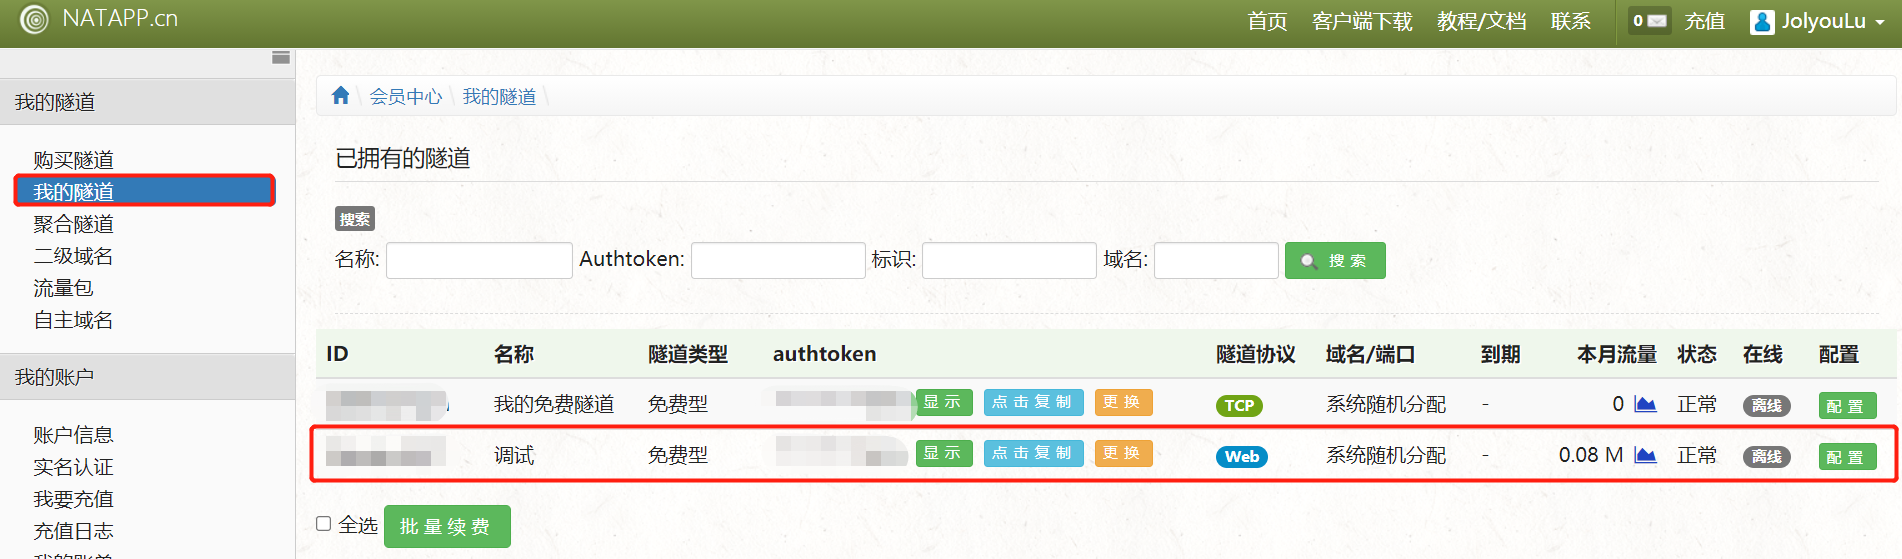 NATAPP.cn 首页 客户端下载 教程/文档 联系 0 充值 JolyouLu
我的隧道
购买隧道
我的隧道
聚合隧道
二级域名
流量包
自主域名
我的账户
账户信息
实名认证
我要充值
充值日志
我的账单
会员中心 \ 我的隧道 \
已拥有的隧道
搜索
名称: Authtoken: 标识: 域名: 搜 索
ID 名称 隧道类型 authtoken 隧道协议 域名/端口 到期 本月流量 状态 在线 配置
我的免费隧道 免费型 显示 点击复制 更换 TCP 系统随机分配 - 0 正常 离线 配置
调试 免费型 显示 点击复制 更换 Web 系统随机分配 - 0.08 M 正常 离线 配置
全选 批量续费